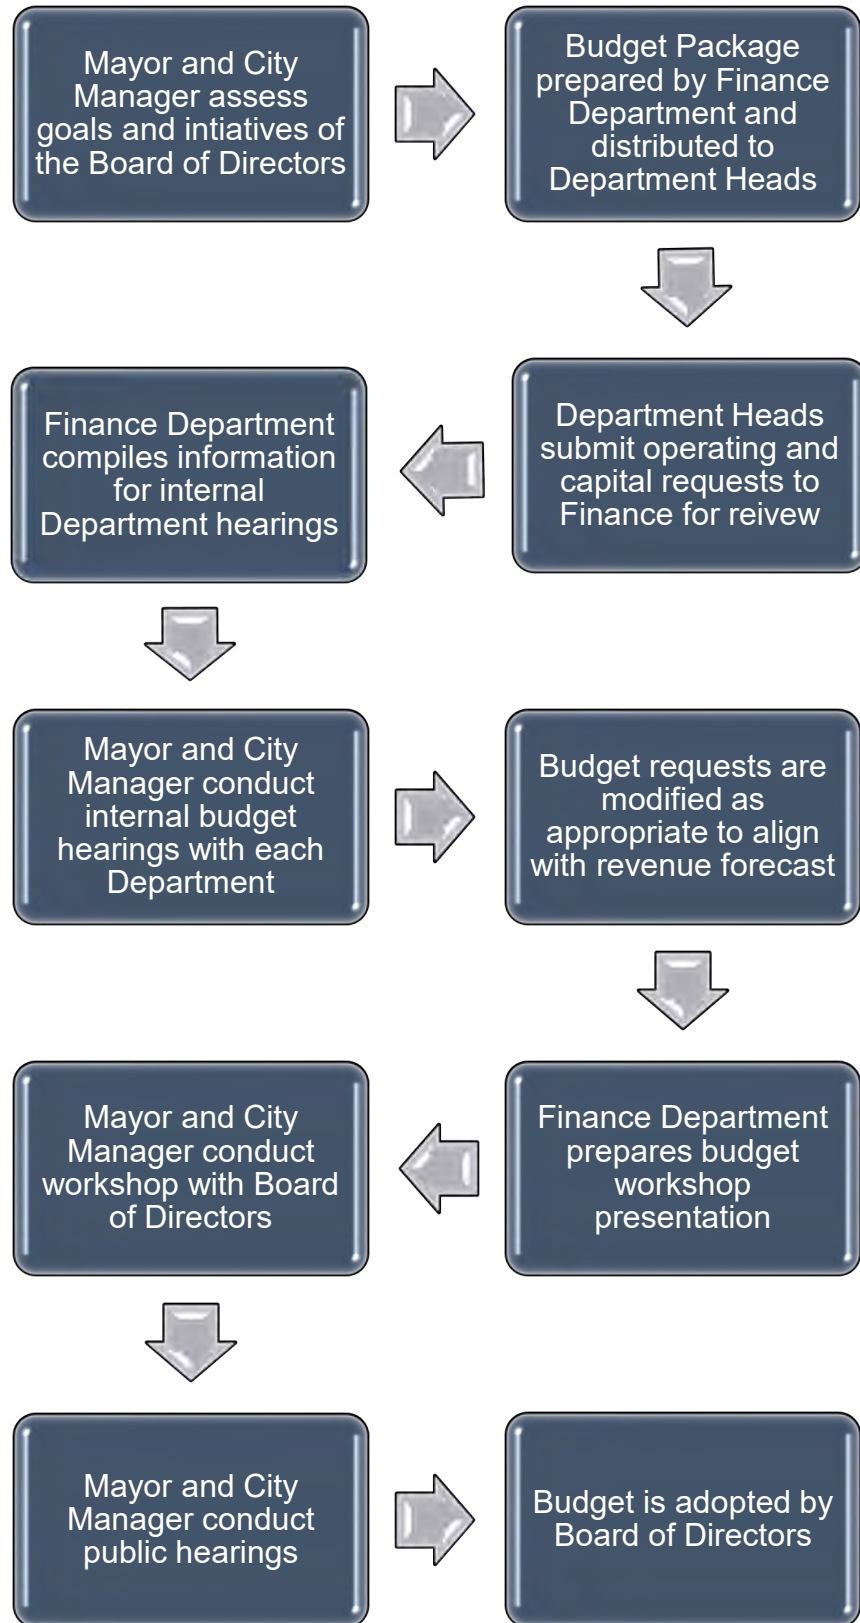 Mayor and City
Manager assess
goals and intiatives of
the Board of Directors
Budget Package
prepared by Finance
Department and
distributed to
Department Heads
Department Heads
submit operating and
capital requests to
Finance for reivew
Finance Department
compiles information
for internal
Department hearings
Mayor and City
Manager conduct
internal budget
hearings with each
Department
Budget requests are
modified as
appropriate to align
with revenue forecast
Finance Department
prepares budget
workshop
presentation
Mayor and City
Manager conduct
workshop with Board
of Directors
Mayor and City
Manager conduct
public hearings
Budget is adopted by
Board of Directors